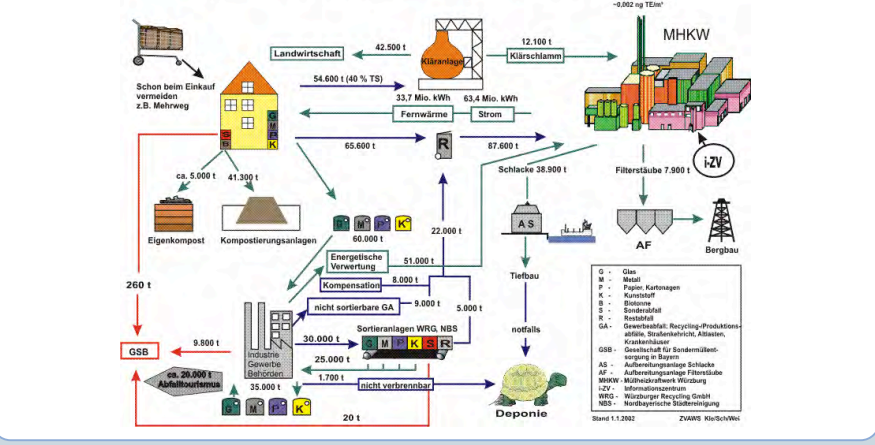 ~0,002 ng TE/m³
MHKW
42.500 t
12.100 t
Landwirtschaft
Kläranlage
Klärschlamm
Schon beim Einkauf
vermeiden
z.B. Mehrweg
54.600 t (40 % TS)
33,7 Mio. kWh
63,4 Mio. kWh
Fernwärme
Strom
G
M
S
P
B
K
65.600 t
R
87.600 t
i-ZV
ca. 5.000 t
41.300 t
Schlacke 38.900 t
Filterstäube 7.900 t
Eigenkompost
Kompostierungsanlagen
G
M
P
K
60.000 t
22.000 t
A S
AF
Bergbau
Energetische
Verwertung
51.000 t
Kompensation
8.000 t
Tiefbau
260 t
nicht sortierbare GA
9.000 t
5.000 t
notfalls
Sortieranlagen WRG, NBS
30.000 t
G
M
P
K
S
R
GSB
9.800 t
Industrie
Gewerbe
Behörden
25.000 t
ca. 20.000 t
Abfalltourismus
35.000 t
1.700 t
nicht verbrennbar
G
M
P
K
20 t
Deponie
G - Glas
M - Metall
P - Papier, Kartonagen
K - Kunststoff
B - Biotonne
S - Sonderabfall
R - Restabfall
GA - Gewerbeabfall: Recycling-/Produktions-
abfälle, Straßenkehricht, Altlasten,
Krankenhäuser
GSB - Gesellschaft für Sondermüllent-
sorgung in Bayern
AS - Aufbereitungsanlage Schlacke
AF - Aufbereitungsanlage Filterstäube
MHKW - Müllheizkraftwerk Würzburg
i-ZV - Informationszentrum
WRG - Würzburger Recycling GmbH
NBS - Nordbayerische Städtereinigung
Stand 1.1.2002
ZVAWS Kle/Sch/Wei